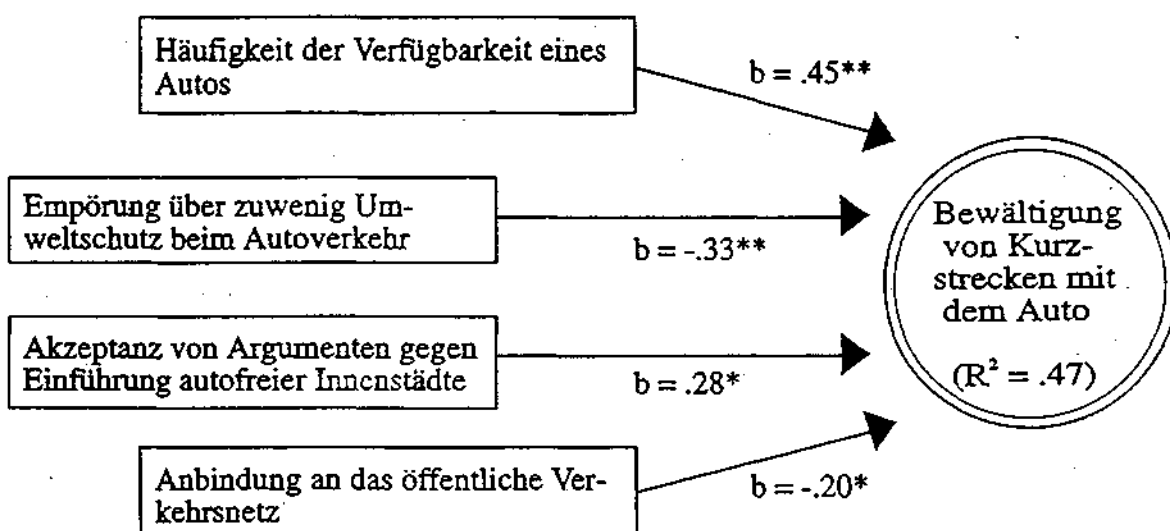 Häufigkeit der Verfügbarkeit eines
Autos
b = .45**
Empörung über zuwenig Um-
weltschutz beim Autoverkehr
b = -.33**
Akzeptanz von Argumenten gegen
Einführung autofreier Innenstädte
b = .28*
Anbindung an das öffentliche Ver-
kehrsnetz
b = -.20*
Bewältigung
von Kurz-
strecken mit
dem Auto
(R² = .47)